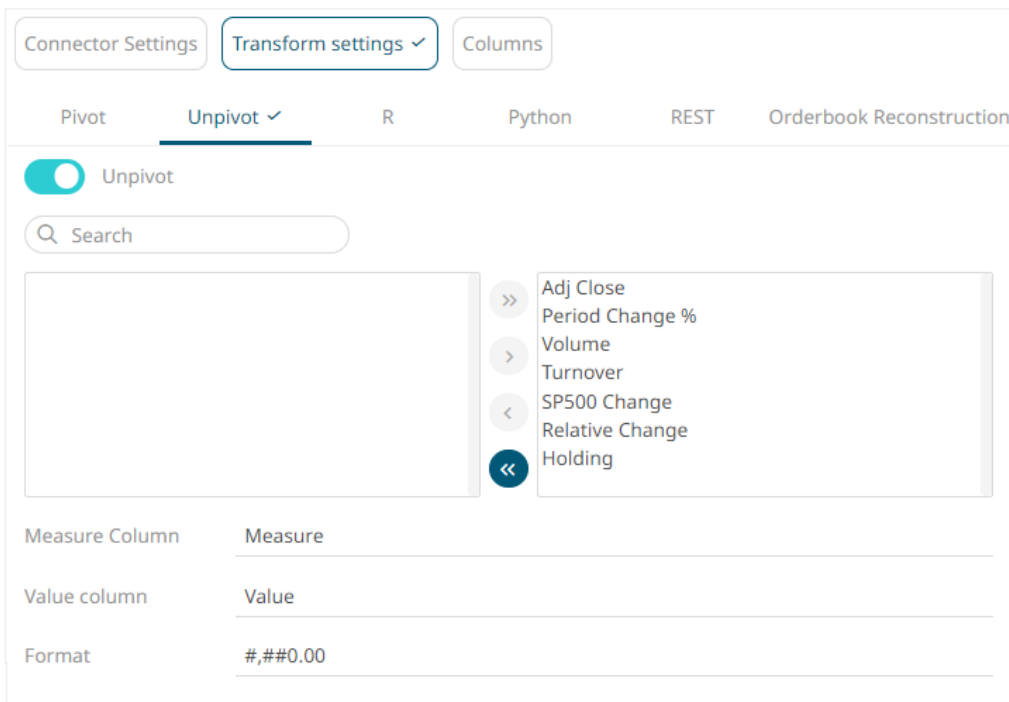 Connector Settings Transform settings Columns
Pivot Unpivot R Python REST Orderbook Reconstruction
Unpivot
Search
Adj Close
Period Change %
Volume
Turnover
SP500 Change
Relative Change
Holding
Measure Column Measure
Value column Value
Format #,##0.00